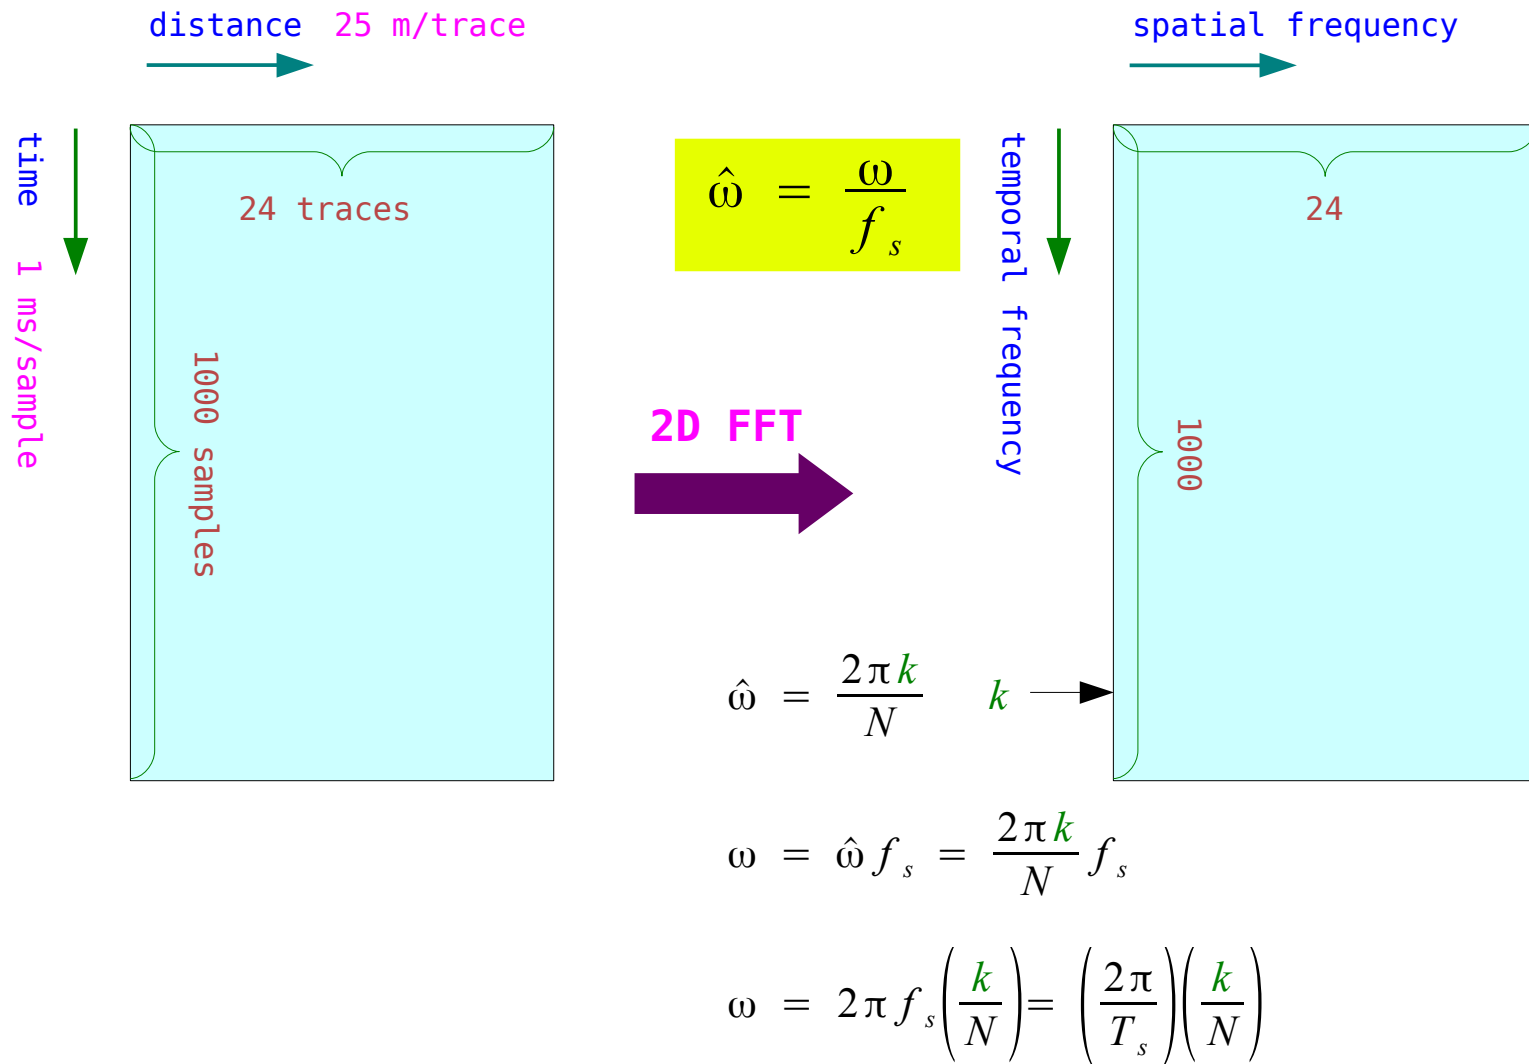 distance 25 m/trace
spatial frequency
time 1 ms/sample
24 traces
1000 samples
ω̂ = ω / f_s
temporal frequency
24
1000
2D FFT
ω̂ = 2πk / N
k
ω = ω̂ f_s = (2πk / N) f_s
ω = 2π f_s (k / N) = (2π / T_s)(k / N)